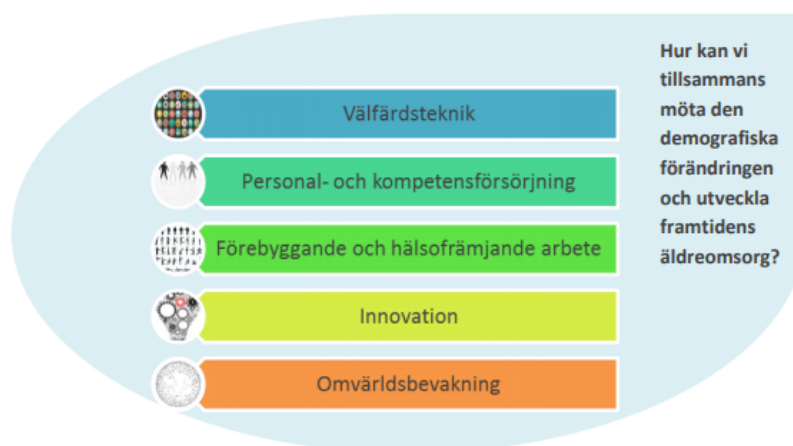 Välfärdsteknik
Personal- och kompetensförsörjning
Förebyggande och hälsofrämjande arbete
Innovation
Omvärldsbevakning
Hur kan vi
tillsammans
möta den
demografiska
förändringen
och utveckla
framtidens
äldreomsorg?